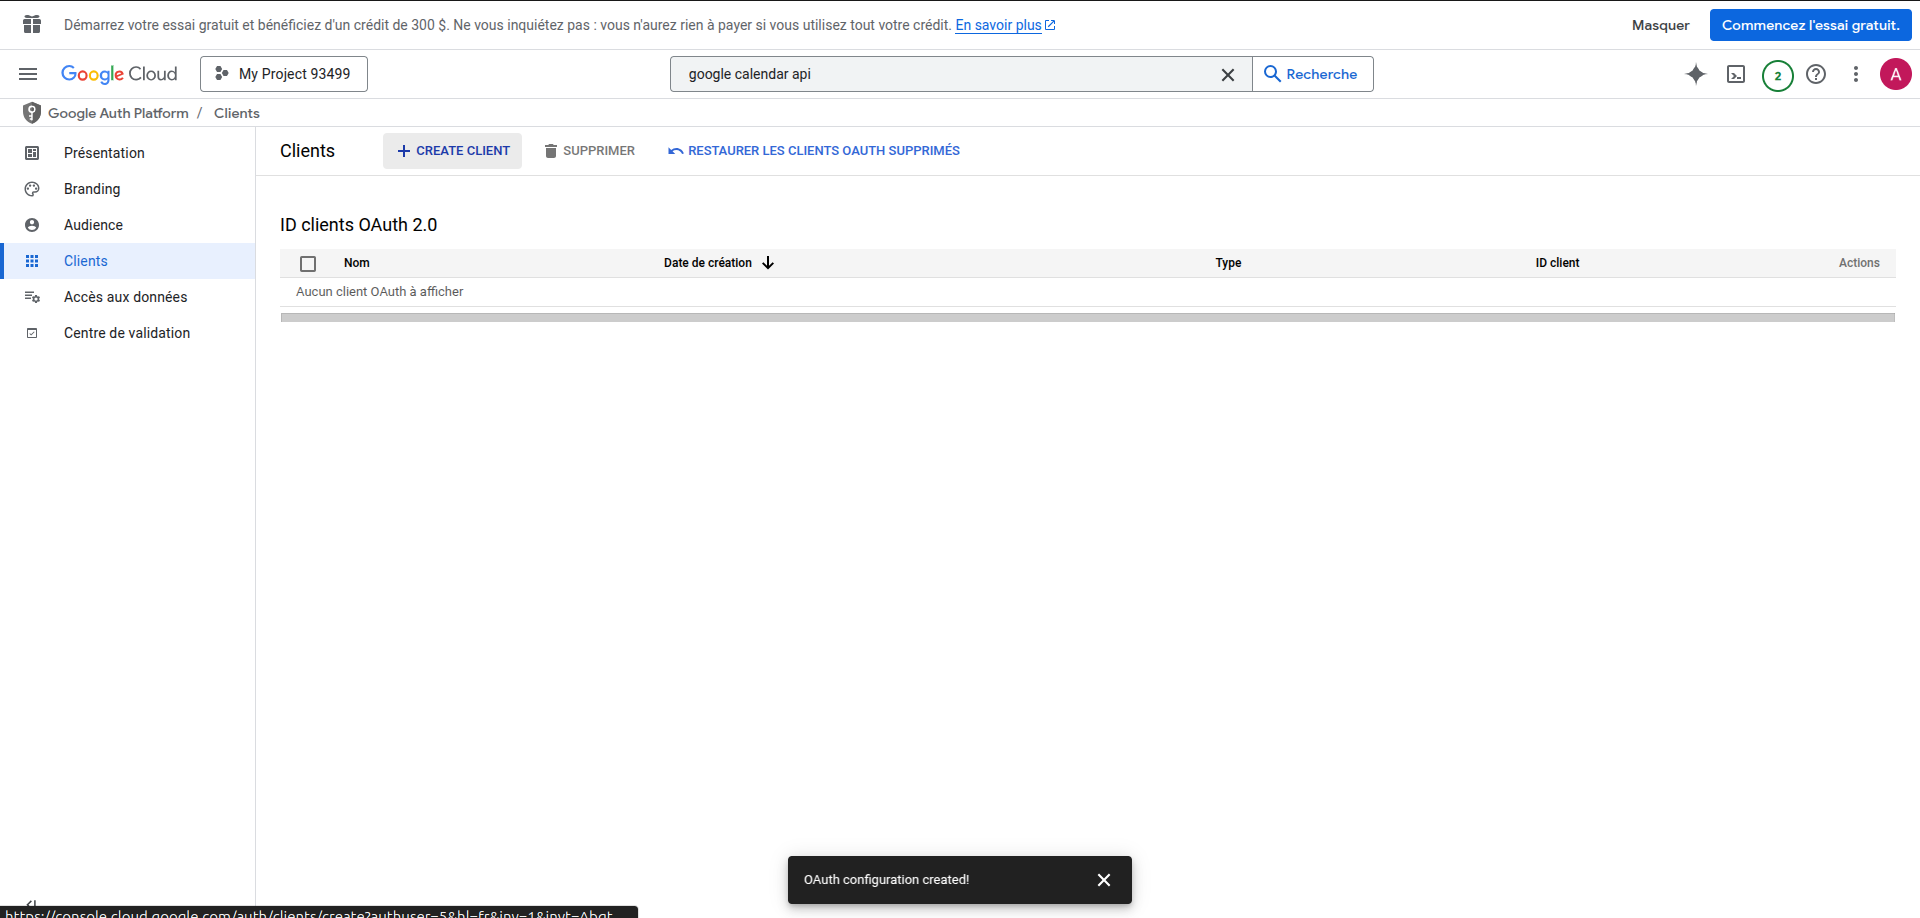 Démarrez votre essai gratuit et bénéficiez d'un crédit de 300 $. Ne vous inquiétez pas : vous n'aurez rien à payer si vous utilisez tout votre crédit. En savoir plus
Masquer
Commencez l'essai gratuit.
Google Cloud
My Project 93499
google calendar api
Recherche
2
A
Google Auth Platform / Clients
Présentation
Branding
Audience
Clients
Accès aux données
Centre de validation
Clients
CREATE CLIENT
SUPPRIMER
RESTAURER LES CLIENTS OAUTH SUPPRIMÉS
ID clients OAuth 2.0
Nom
Date de création
Type
ID client
Actions
Aucun client OAuth à afficher
OAuth configuration created!
https://console.cloud.google.com/auth/clients/create?authuser=5&hl=fr&inv=1&invt=Abgt...